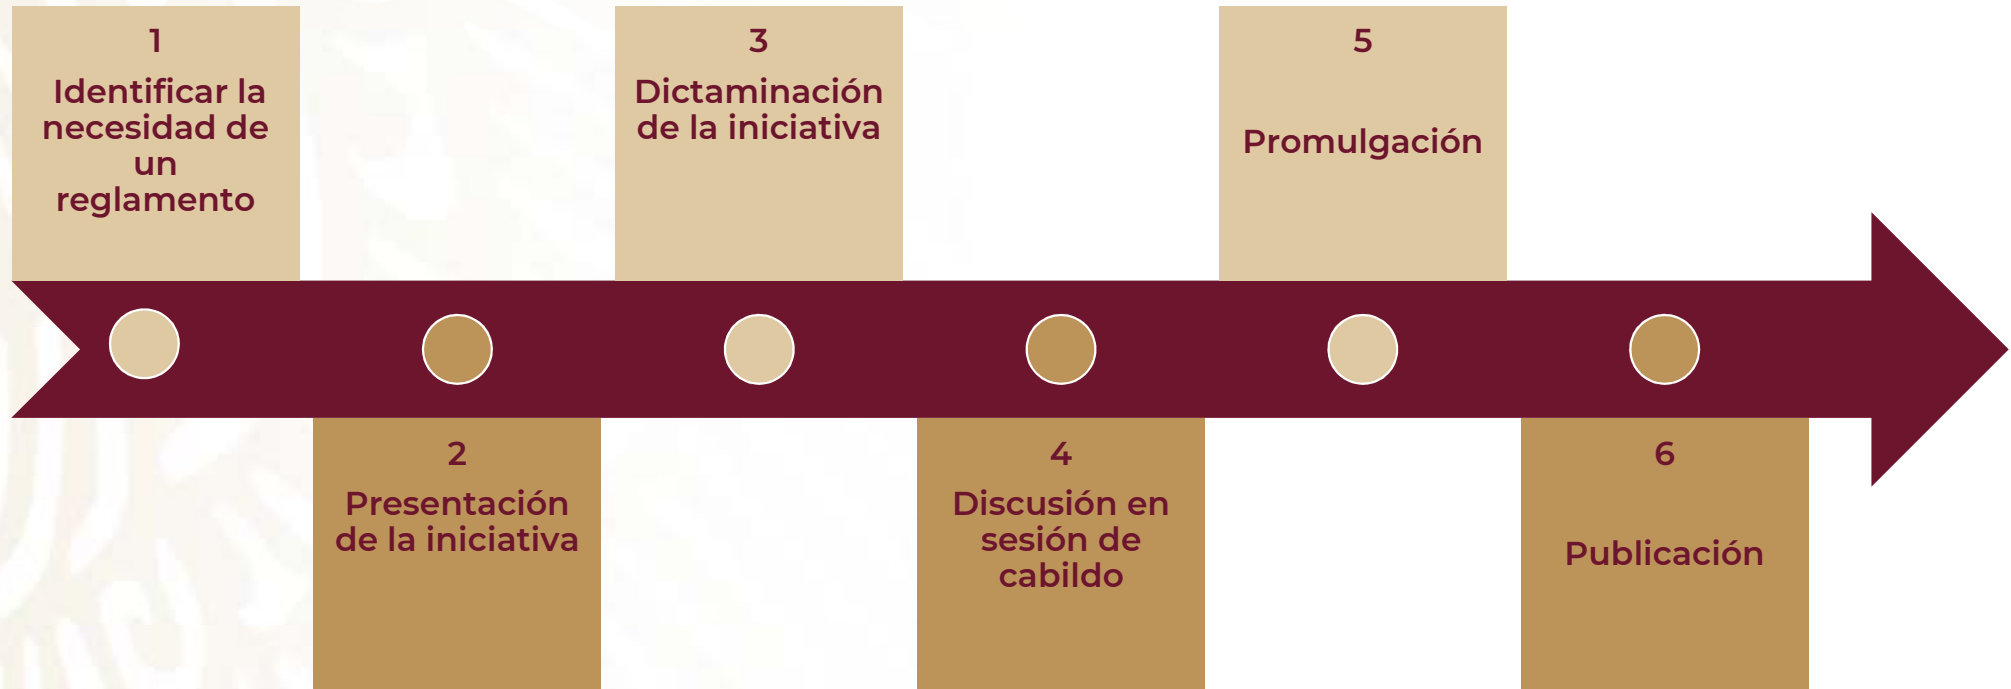 1
Identificar la
necesidad de
un
reglamento
2
Presentación
de la iniciativa
3
Dictaminación
de la iniciativa
4
Discusión en
sesión de
cabildo
5
Promulgación
6
Publicación